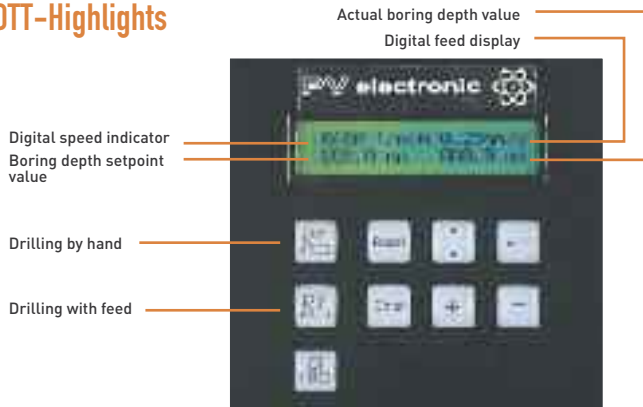 OTT-Highlights
Actual boring depth value
Digital feed display
electronic
Digital speed indicator
Boring depth setpoint
value
Drilling by hand
Drilling with feed
+
-